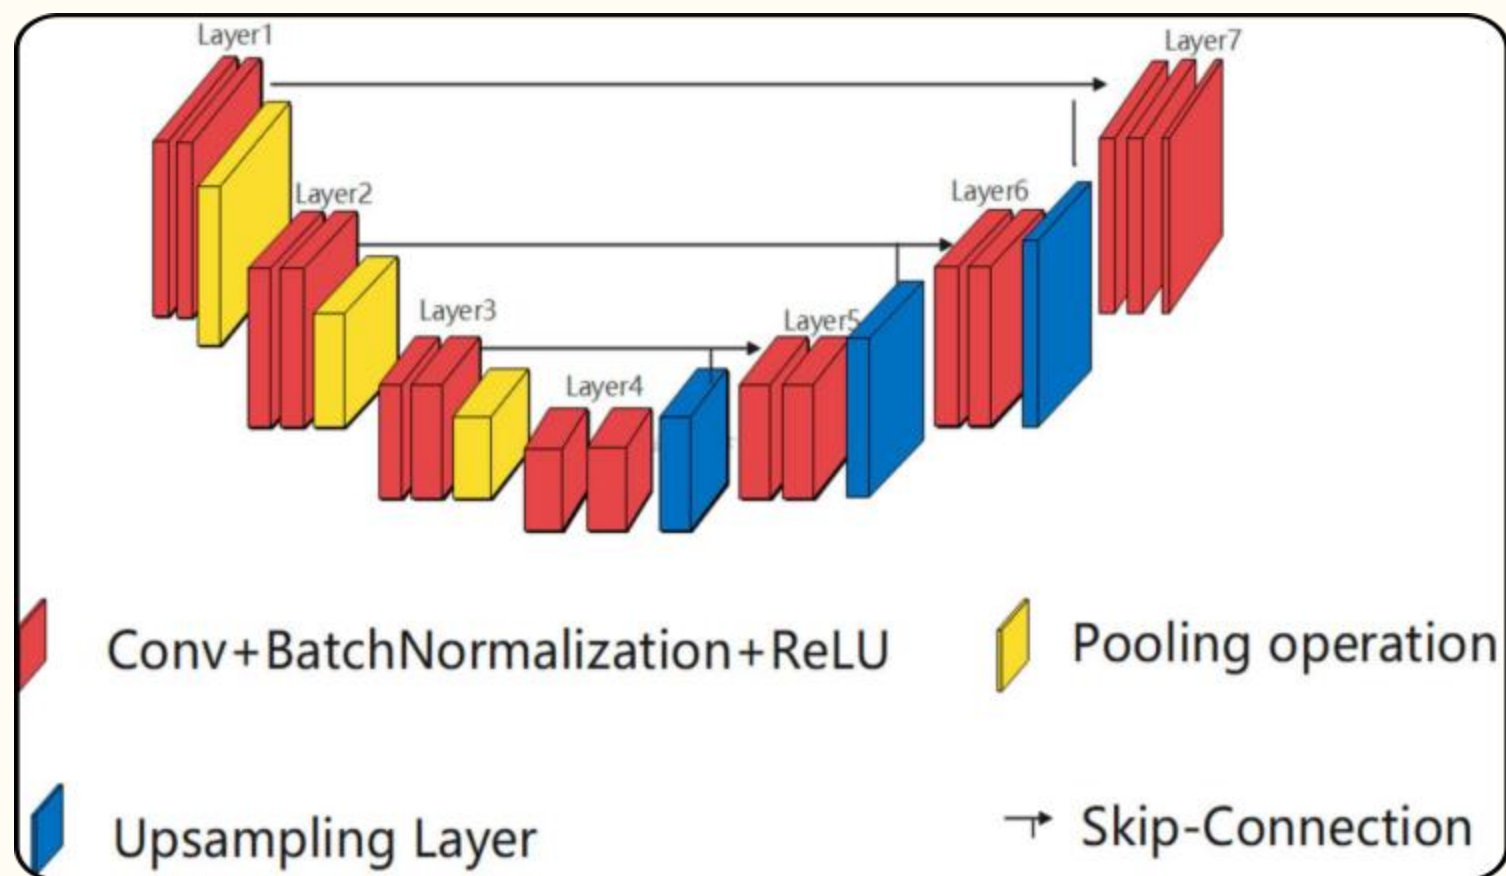 Layer1
Layer7
Layer2
Layer6
Layer3
Layer5
Layer4
Conv+BatchNormalization+ReLU
Pooling operation
Upsampling Layer
Skip-Connection